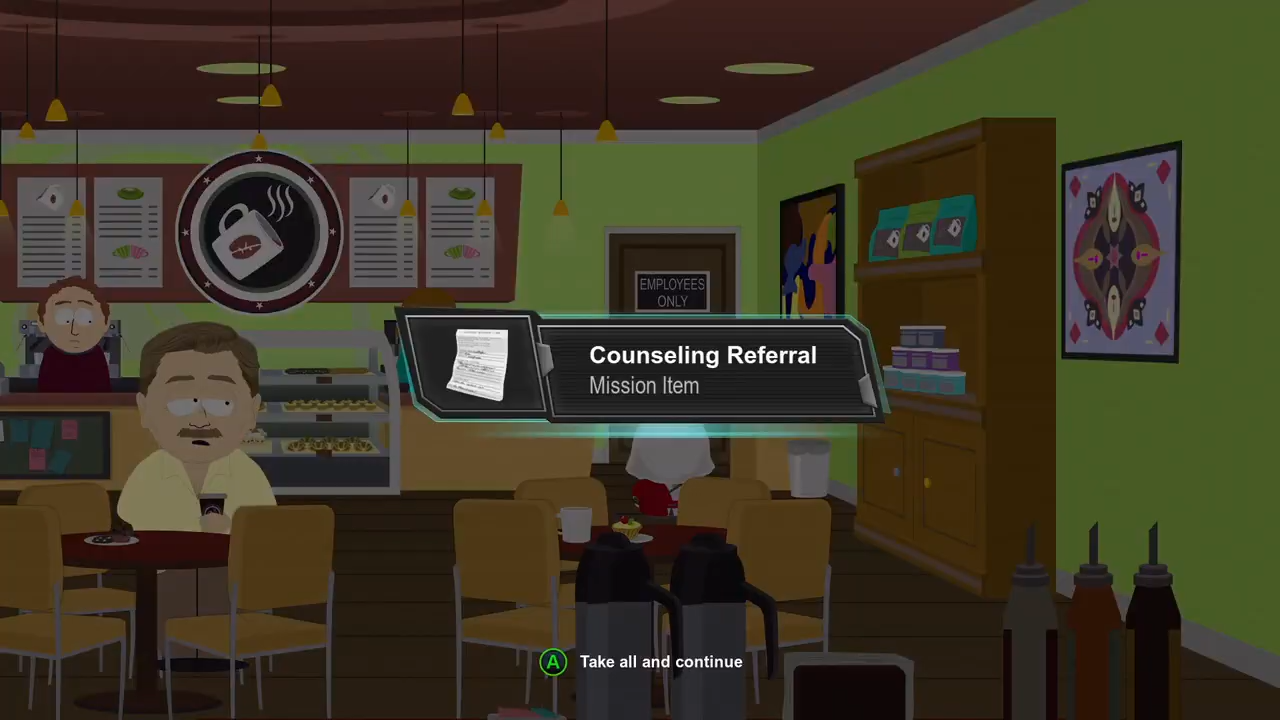 EMPLOYEES
ONLY
Counseling Referral
Mission Item
A Take all and continue